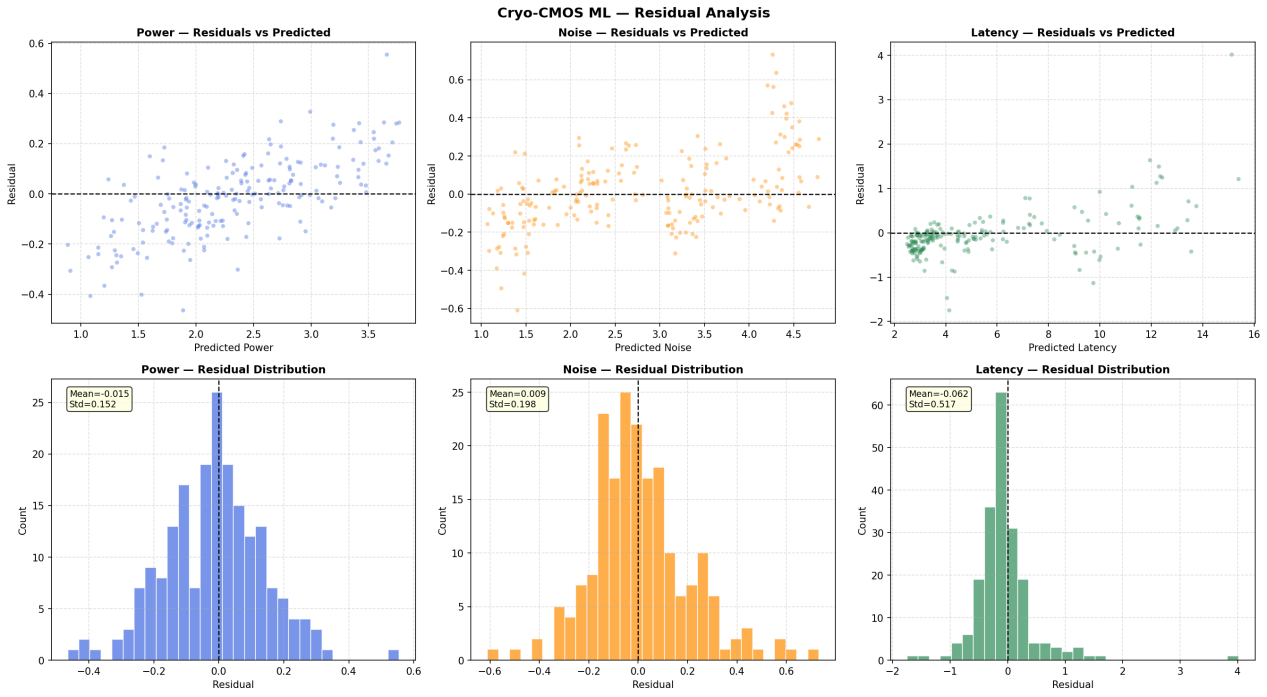 Cryo-CMOS ML — Residual Analysis
Power — Residuals vs Predicted
Noise — Residuals vs Predicted
Latency — Residuals vs Predicted
0.6
0.4
0.2
0.0
−0.2
−0.4
Residual
1.0 1.5 2.0 2.5 3.0 3.5
Predicted Power
0.6
0.4
0.2
0.0
−0.2
−0.4
−0.6
Residual
1.0 1.5 2.0 2.5 3.0 3.5 4.0 4.5
Predicted Noise
4
3
2
1
0
−1
−2
Residual
2 4 6 8 10 12 14 16
Predicted Latency
Power — Residual Distribution
Mean=-0.015
Std=0.152
25
20
15
10
5
0
Count
−0.4 −0.2 0.0 0.2 0.4 0.6
Residual
Noise — Residual Distribution
Mean=0.009
Std=0.198
25
20
15
10
5
0
Count
−0.6 −0.4 −0.2 0.0 0.2 0.4 0.6
Residual
Latency — Residual Distribution
Mean=-0.062
Std=0.517
60
50
40
30
20
10
0
Count
−2 −1 0 1 2 3 4
Residual